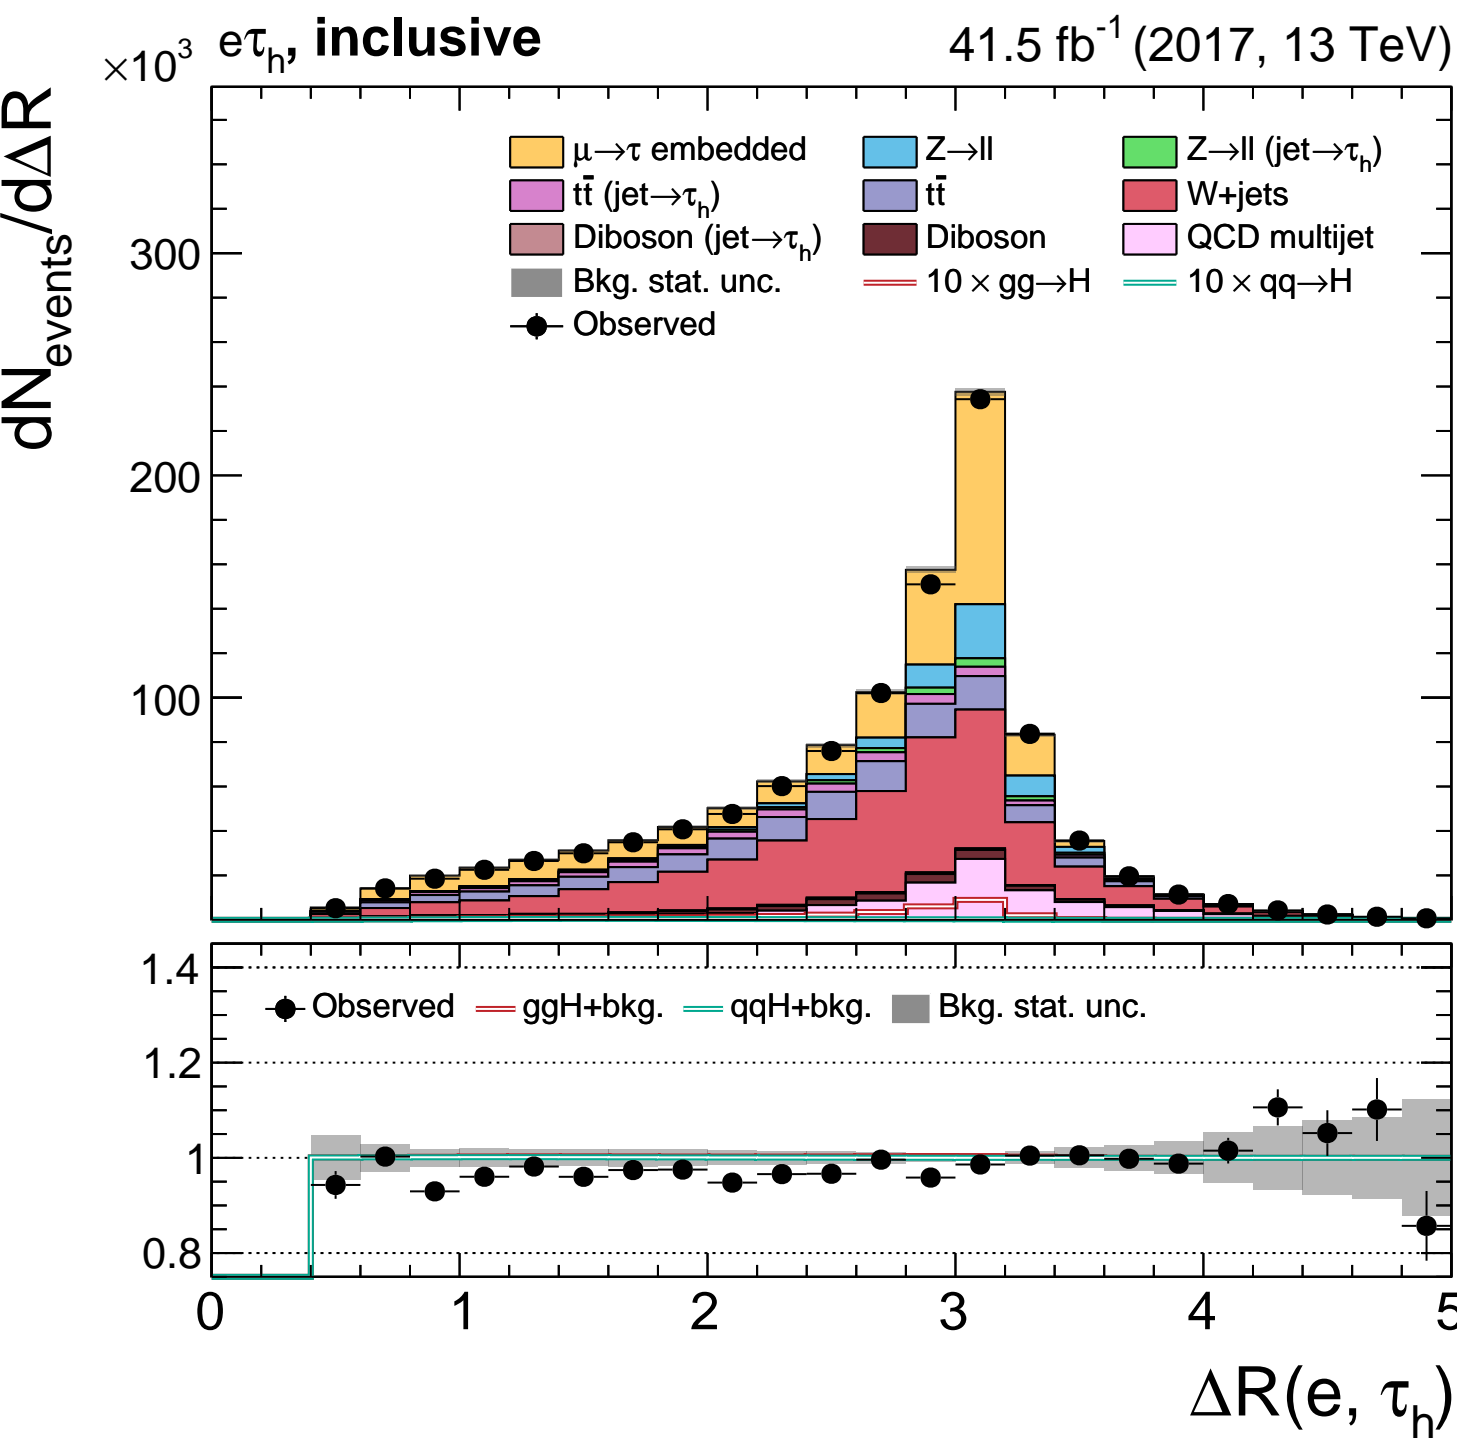 ×10³ eτh, inclusive 41.5 fb⁻¹ (2017, 13 TeV)
dNevents/dΔR
μ→τ embedded Z→ll Z→ll (jet→τh)
tt̄ (jet→τh) tt̄ W+jets
Diboson (jet→τh) Diboson QCD multijet
Bkg. stat. unc. 10 × gg→H 10 × qq→H
Observed
300
200
100
1.4
Observed ggH+bkg. qqH+bkg. Bkg. stat. unc.
1.2
1
0.8
0 1 2 3 4 5
ΔR(e, τh)